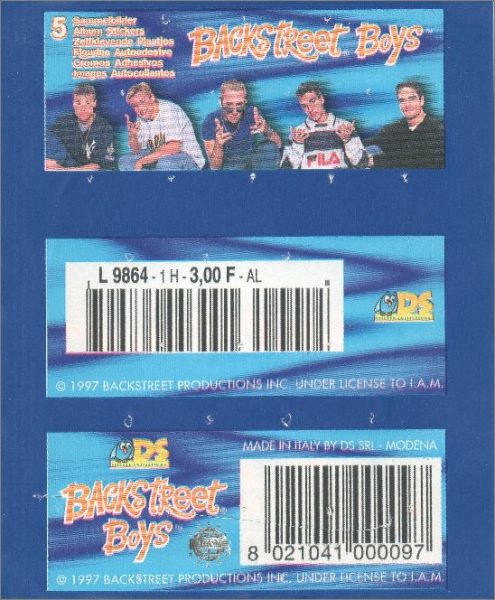 5 Sammelbilder
Album Stickers
Zelfklevende Plaatjes
Figurine Autoadesive
Cromos Adhesivos
Images Autocollantes
BACKSTREET BOYS™
FILA
L 9864 - 1 H - 3,00 F - AL
DS
© 1997 BACKSTREET PRODUCTIONS INC. UNDER LICENSE TO I.A.M.
DS
MADE IN ITALY BY DS SRL - MODENA
BACKSTREET™
BOYS
8 021041 000097
© 1997 BACKSTREET PRODUCTIONS INC. UNDER LICENSE TO I.A.M.